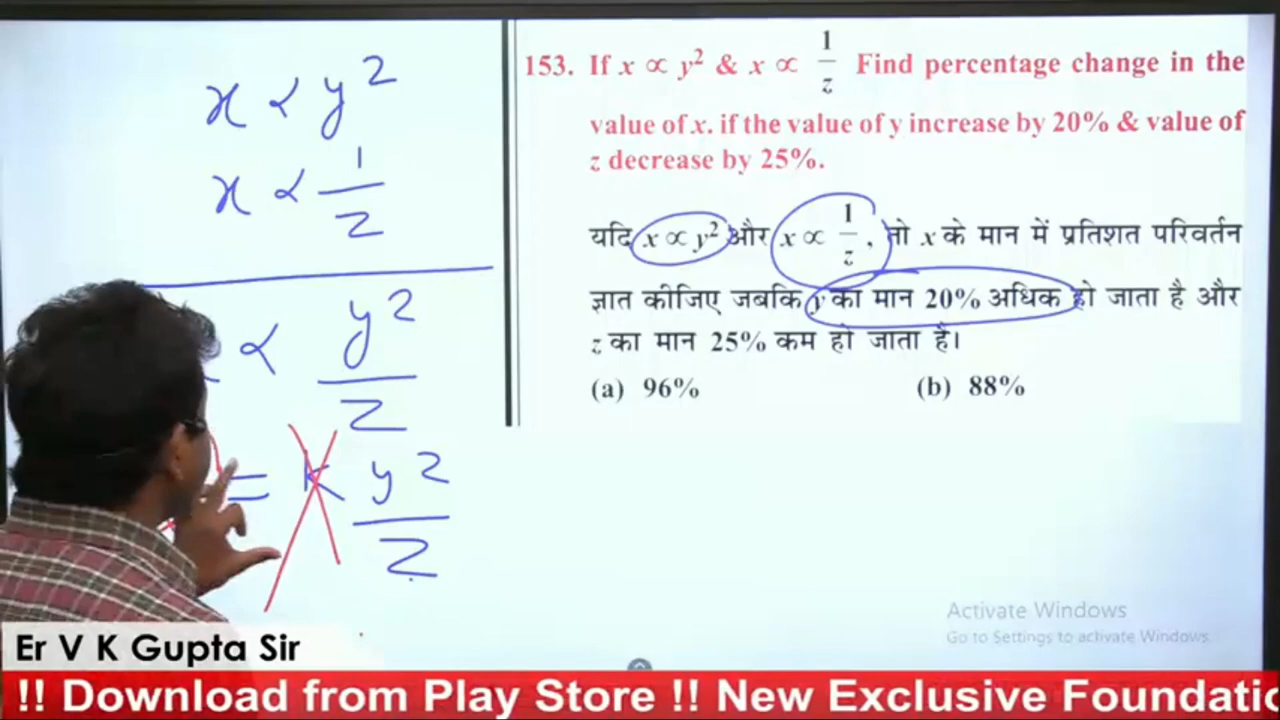 x ∝ y²
x ∝ 1/z
∝ y²/z
= K y²/z
153. If x ∝ y² & x ∝ 1/z Find percentage change in the
value of x. if the value of y increase by 20% & value of
z decrease by 25%.
यदि x ∝ y² और x ∝ 1/z, तो x के मान में प्रतिशत परिवर्तन
ज्ञात कीजिए जबकि y का मान 20% अधिक हो जाता है और
z का मान 25% कम हो जाता है।
(a) 96% (b) 88%
Activate Windows
Go to Settings to activate Windows.
Er V K Gupta Sir
!! Download from Play Store !! New Exclusive Foundatio